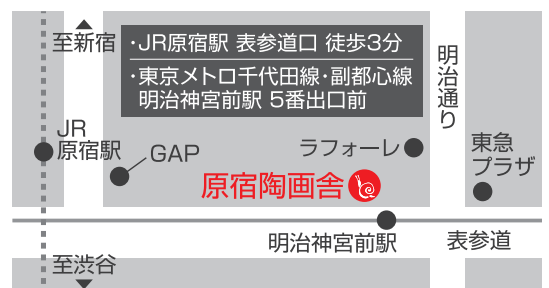 至新宿
・JR原宿駅 表参道口 徒歩3分
・東京メトロ千代田線・副都心線
明治神宮前駅 5番出口前
明治通り
JR
原宿駅
GAP
ラフォーレ
東急
プラザ
原宿陶画舎
明治神宮前駅
表参道
至渋谷